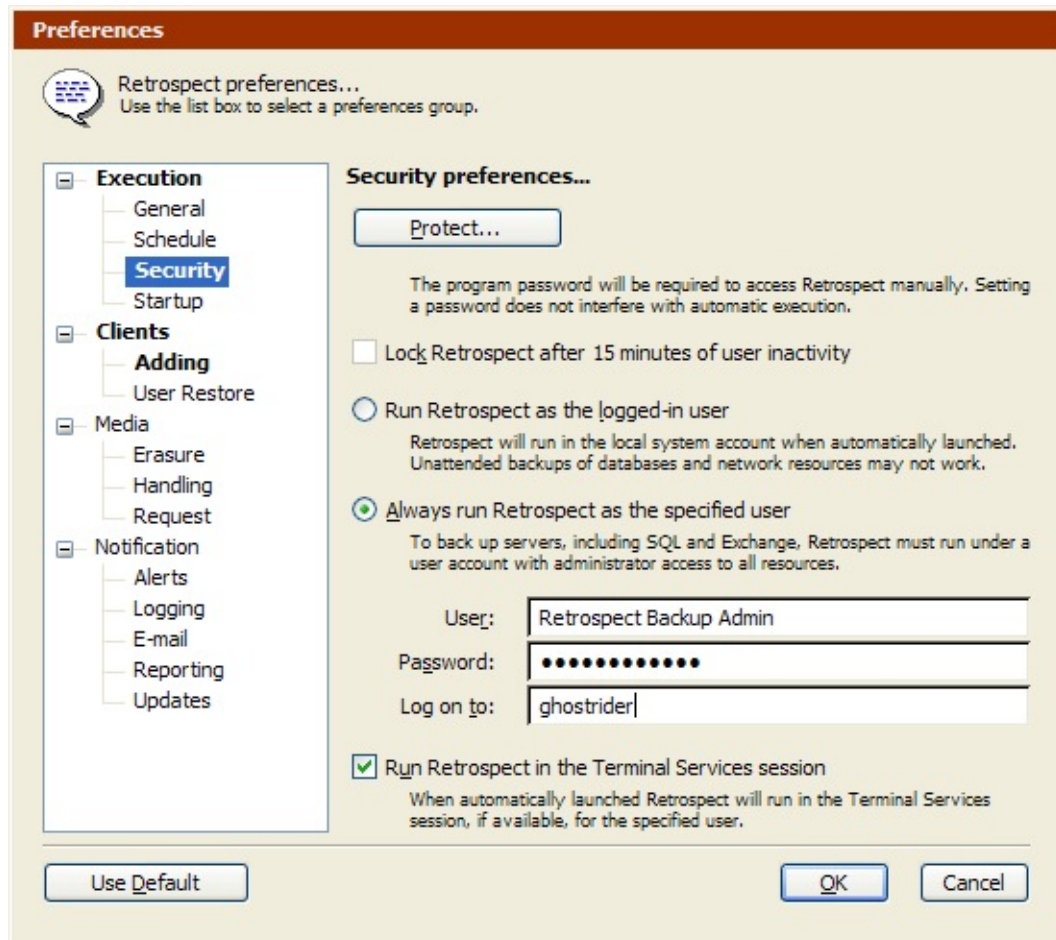 Preferences
Retrospect preferences...
Use the list box to select a preferences group.
Execution
General
Schedule
Security
Startup
Clients
Adding
User Restore
Media
Erasure
Handling
Request
Notification
Alerts
Logging
E-mail
Reporting
Updates
Security preferences...
Protect...
The program password will be required to access Retrospect manually. Setting
a password does not interfere with automatic execution.
Lock Retrospect after 15 minutes of user inactivity
Run Retrospect as the logged-in user
Retrospect will run in the local system account when automatically launched.
Unattended backups of databases and network resources may not work.
Always run Retrospect as the specified user
To back up servers, including SQL and Exchange, Retrospect must run under a
user account with administrator access to all resources.
User: Retrospect Backup Admin
Password: ●●●●●●●●●●●●
Log on to: ghostrider
Run Retrospect in the Terminal Services session
When automatically launched Retrospect will run in the Terminal Services
session, if available, for the specified user.
Use Default
OK
Cancel